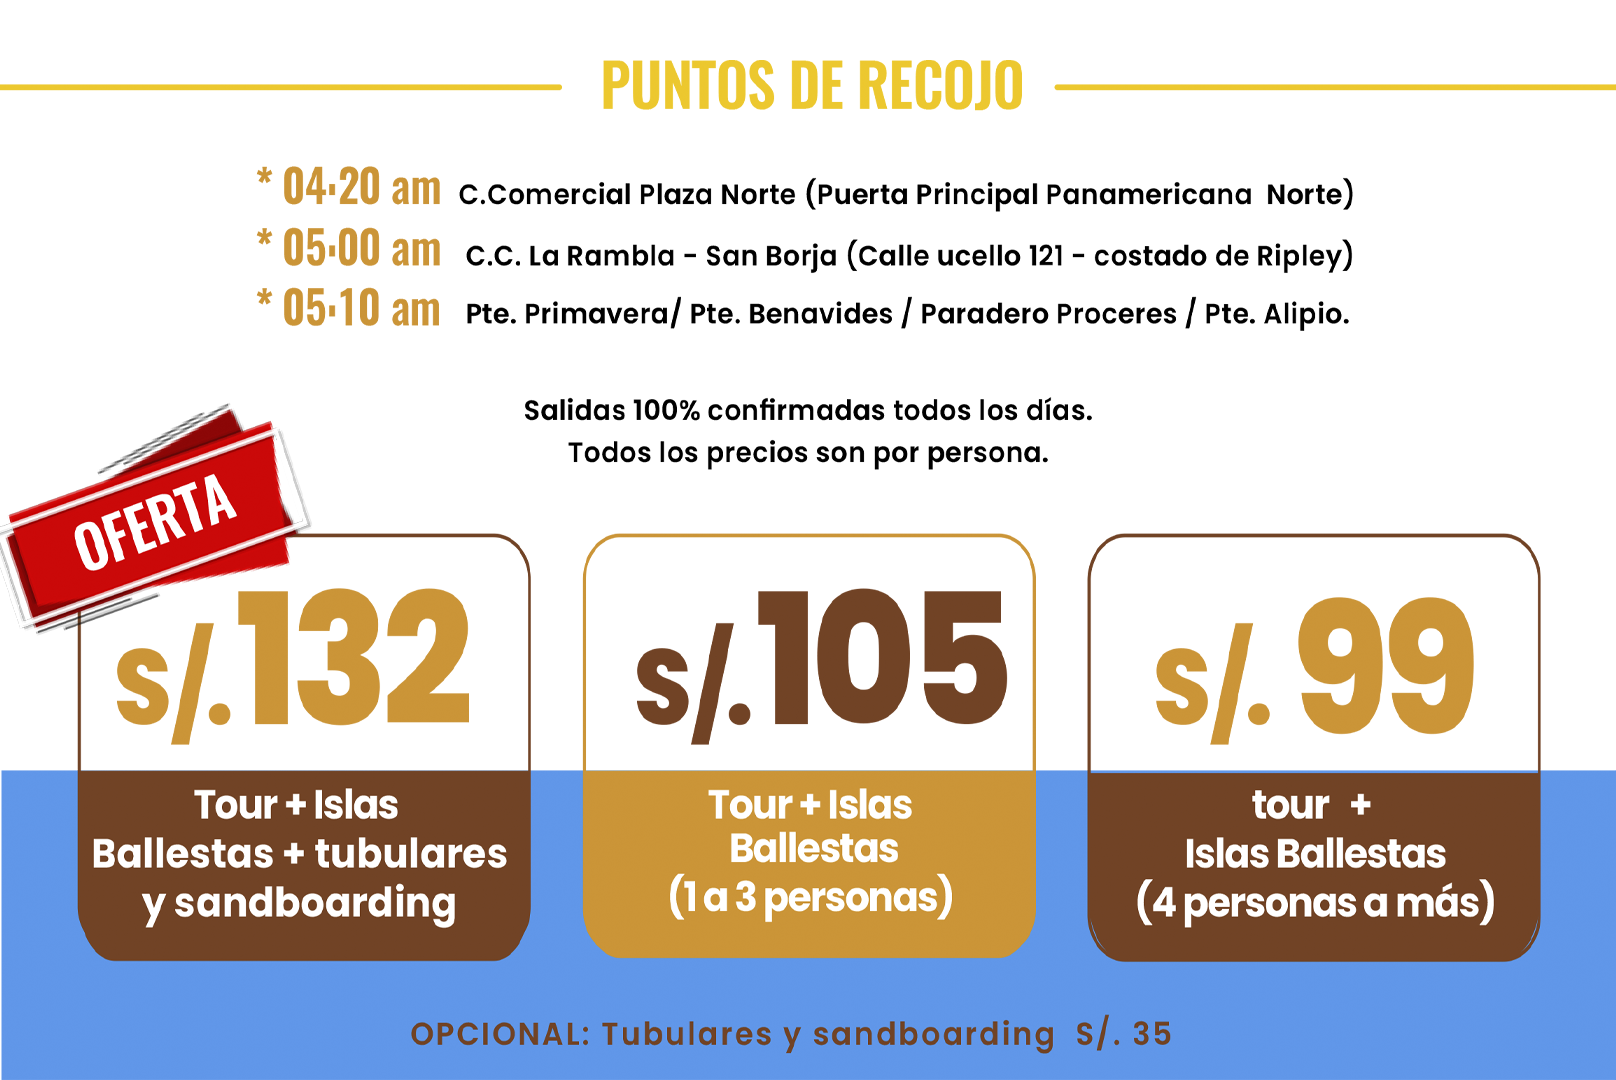 PUNTOS DE RECOJO
* 04:20 am C.Comercial Plaza Norte (Puerta Principal Panamericana Norte)
* 05:00 am C.C. La Rambla - San Borja (Calle ucello 121 - costado de Ripley)
* 05:10 am Pte. Primavera/ Pte. Benavides / Paradero Proceres / Pte. Alipio.
Salidas 100% confirmadas todos los días.
Todos los precios son por persona.
OFERTA
S/.132
Tour + Islas
Ballestas + tubulares
y sandboarding
S/.105
Tour + Islas
Ballestas
(1 a 3 personas)
S/. 99
tour +
Islas Ballestas
(4 personas a más)
OPCIONAL: Tubulares y sandboarding S/. 35